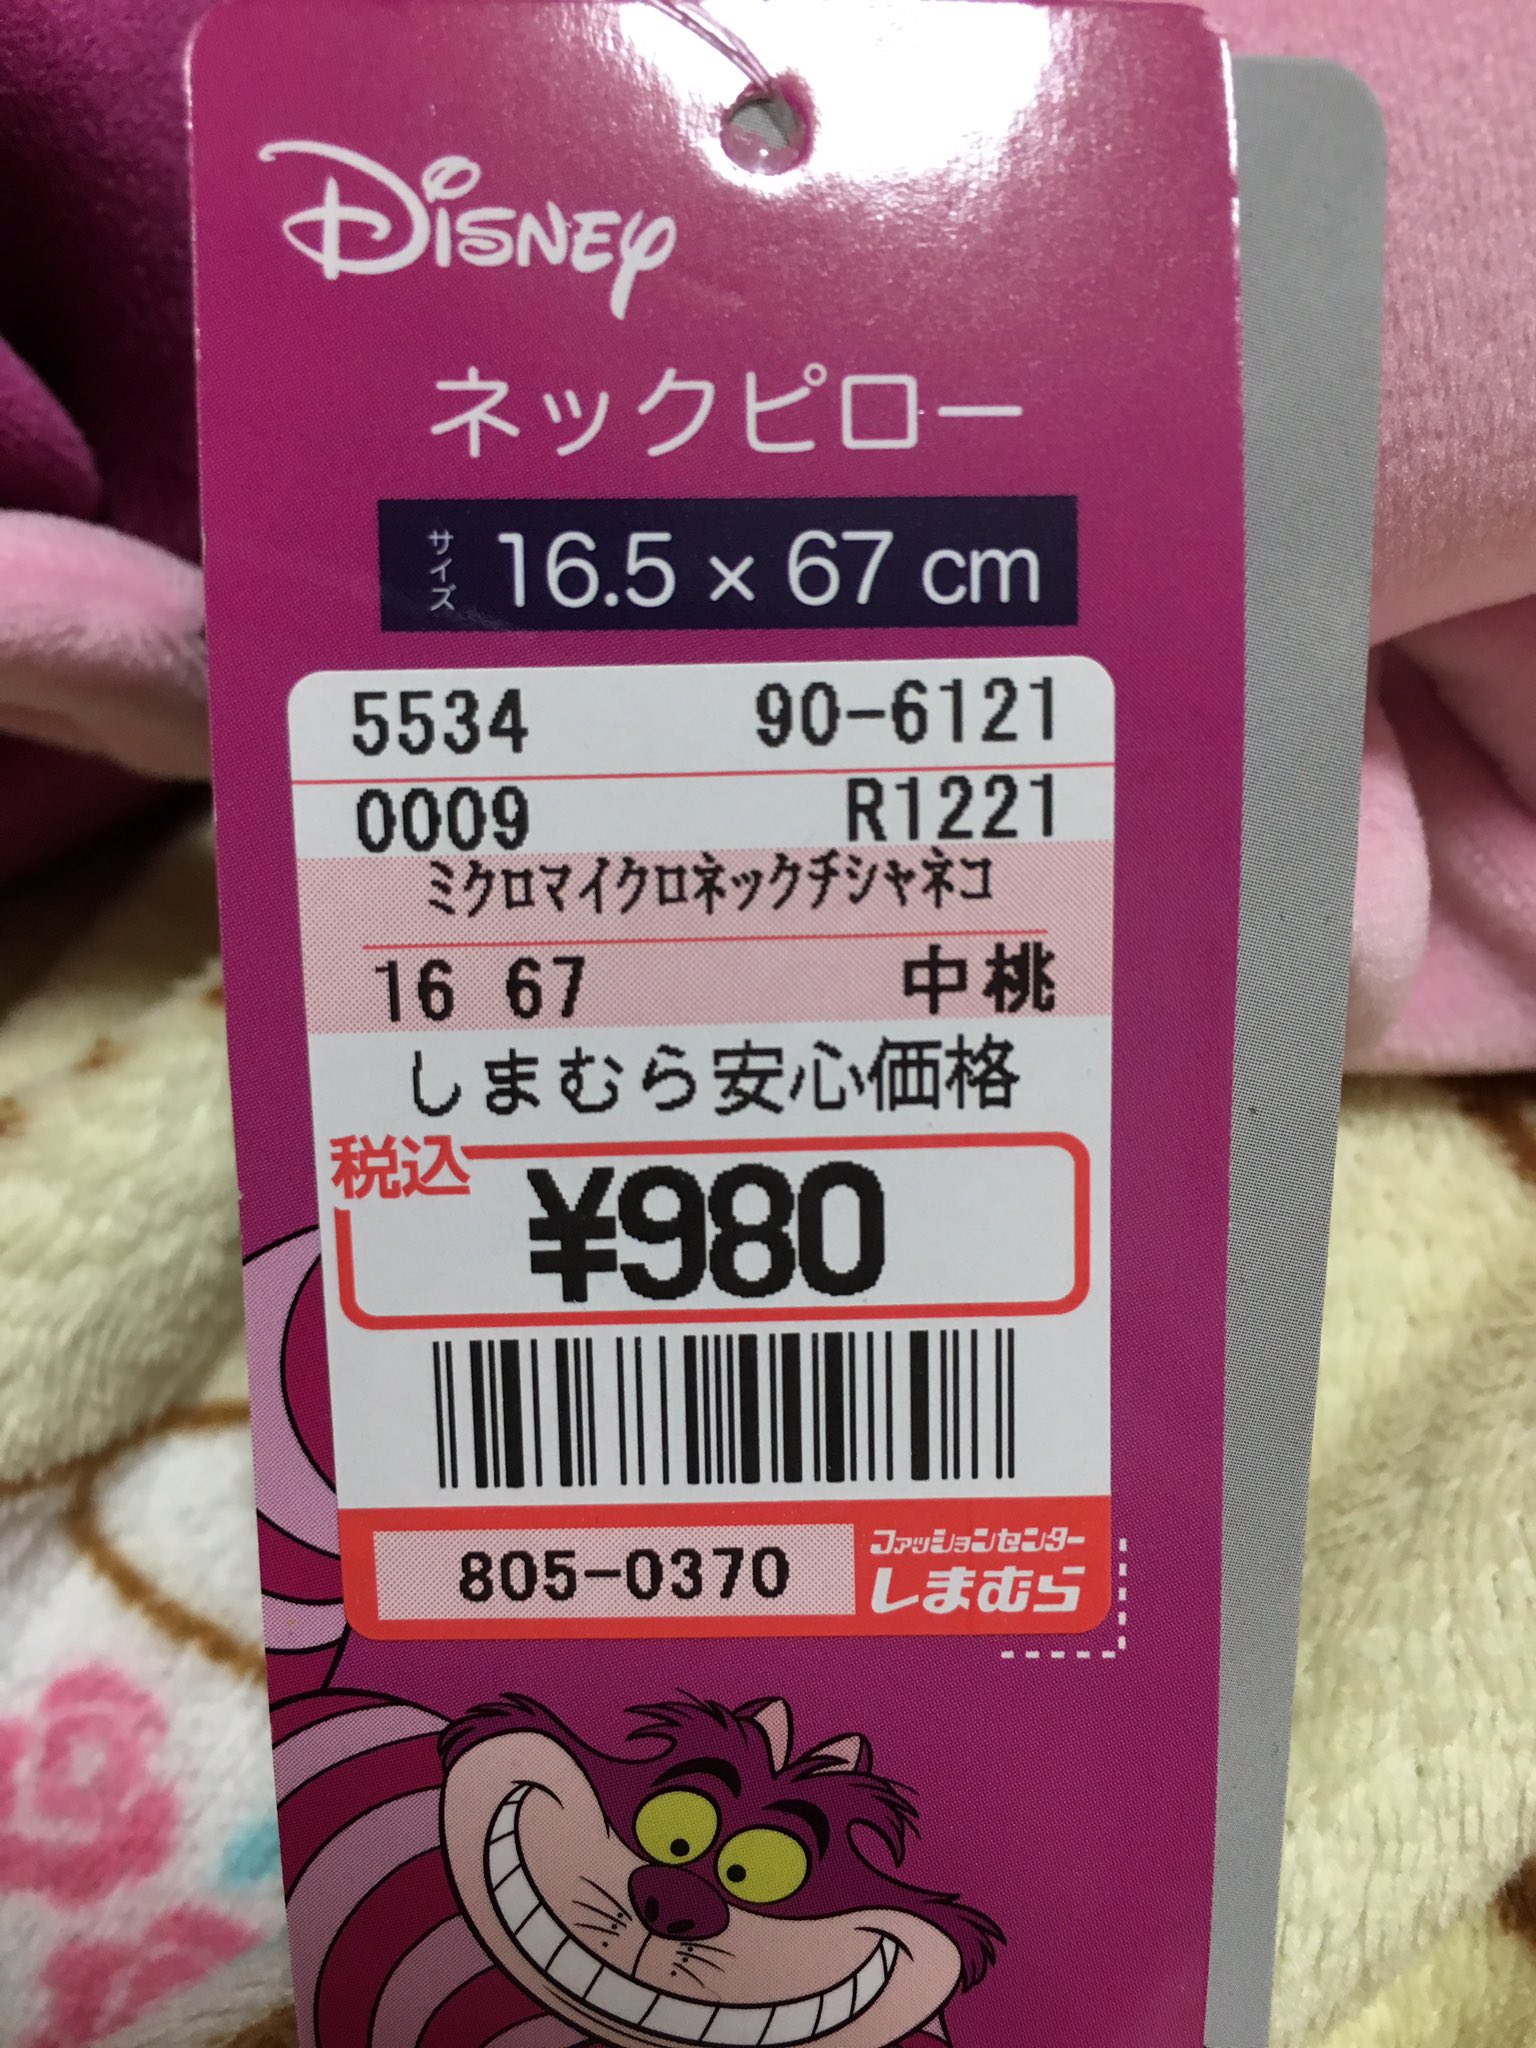 Disney
ネックピロー
サイズ 16.5 × 67 cm
5534 90-6121
0009 R1221
ミクロマイクロネックチシャネコ
16 67 中桃
しまむら安心価格
税込
¥980
805-0370
ファッションセンター
しまむら